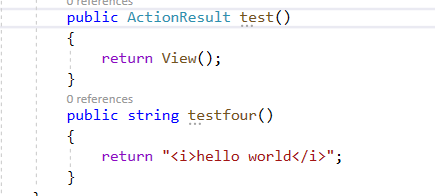 0 references
public ActionResult test()
{
return View();
}
0 references
public string testfour()
{
return "<i>hello world</i>";
}
}